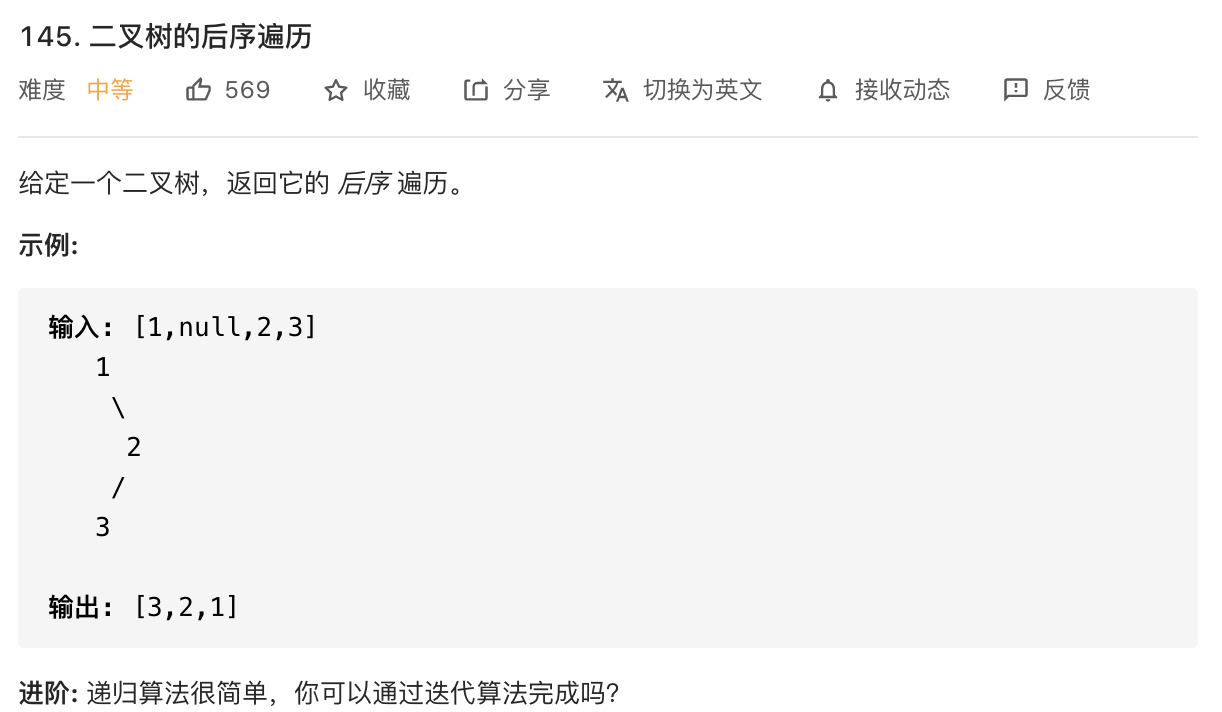 145. 二叉树的后序遍历
难度 中等 569 收藏 分享 切换为英文 接收动态 反馈
给定一个二叉树，返回它的 后序 遍历。
示例:
输入: [1,null,2,3]
1
\
2
/
3
输出: [3,2,1]
进阶: 递归算法很简单，你可以通过迭代算法完成吗？